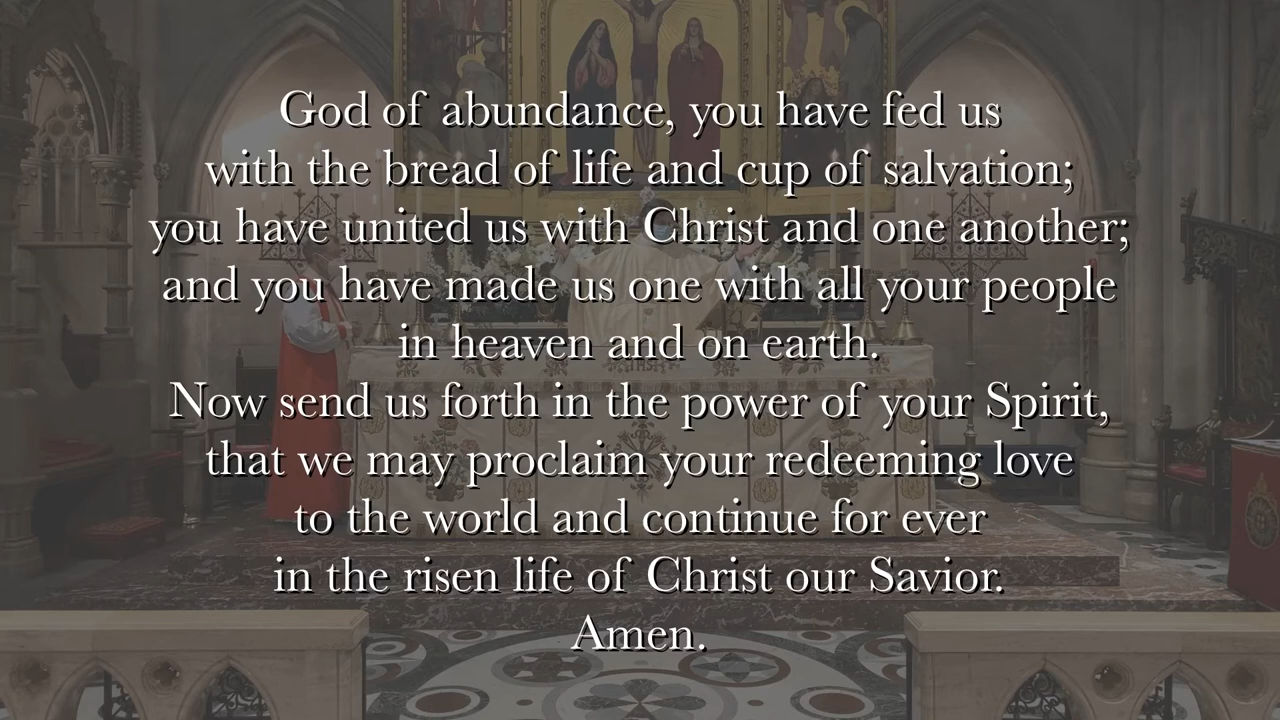 God of abundance, you have fed us
with the bread of life and cup of salvation;
you have united us with Christ and one another;
and you have made us one with all your people
in heaven and on earth.
Now send us forth in the power of your Spirit,
that we may proclaim your redeeming love
to the world and continue for ever
in the risen life of Christ our Savior.
Amen.